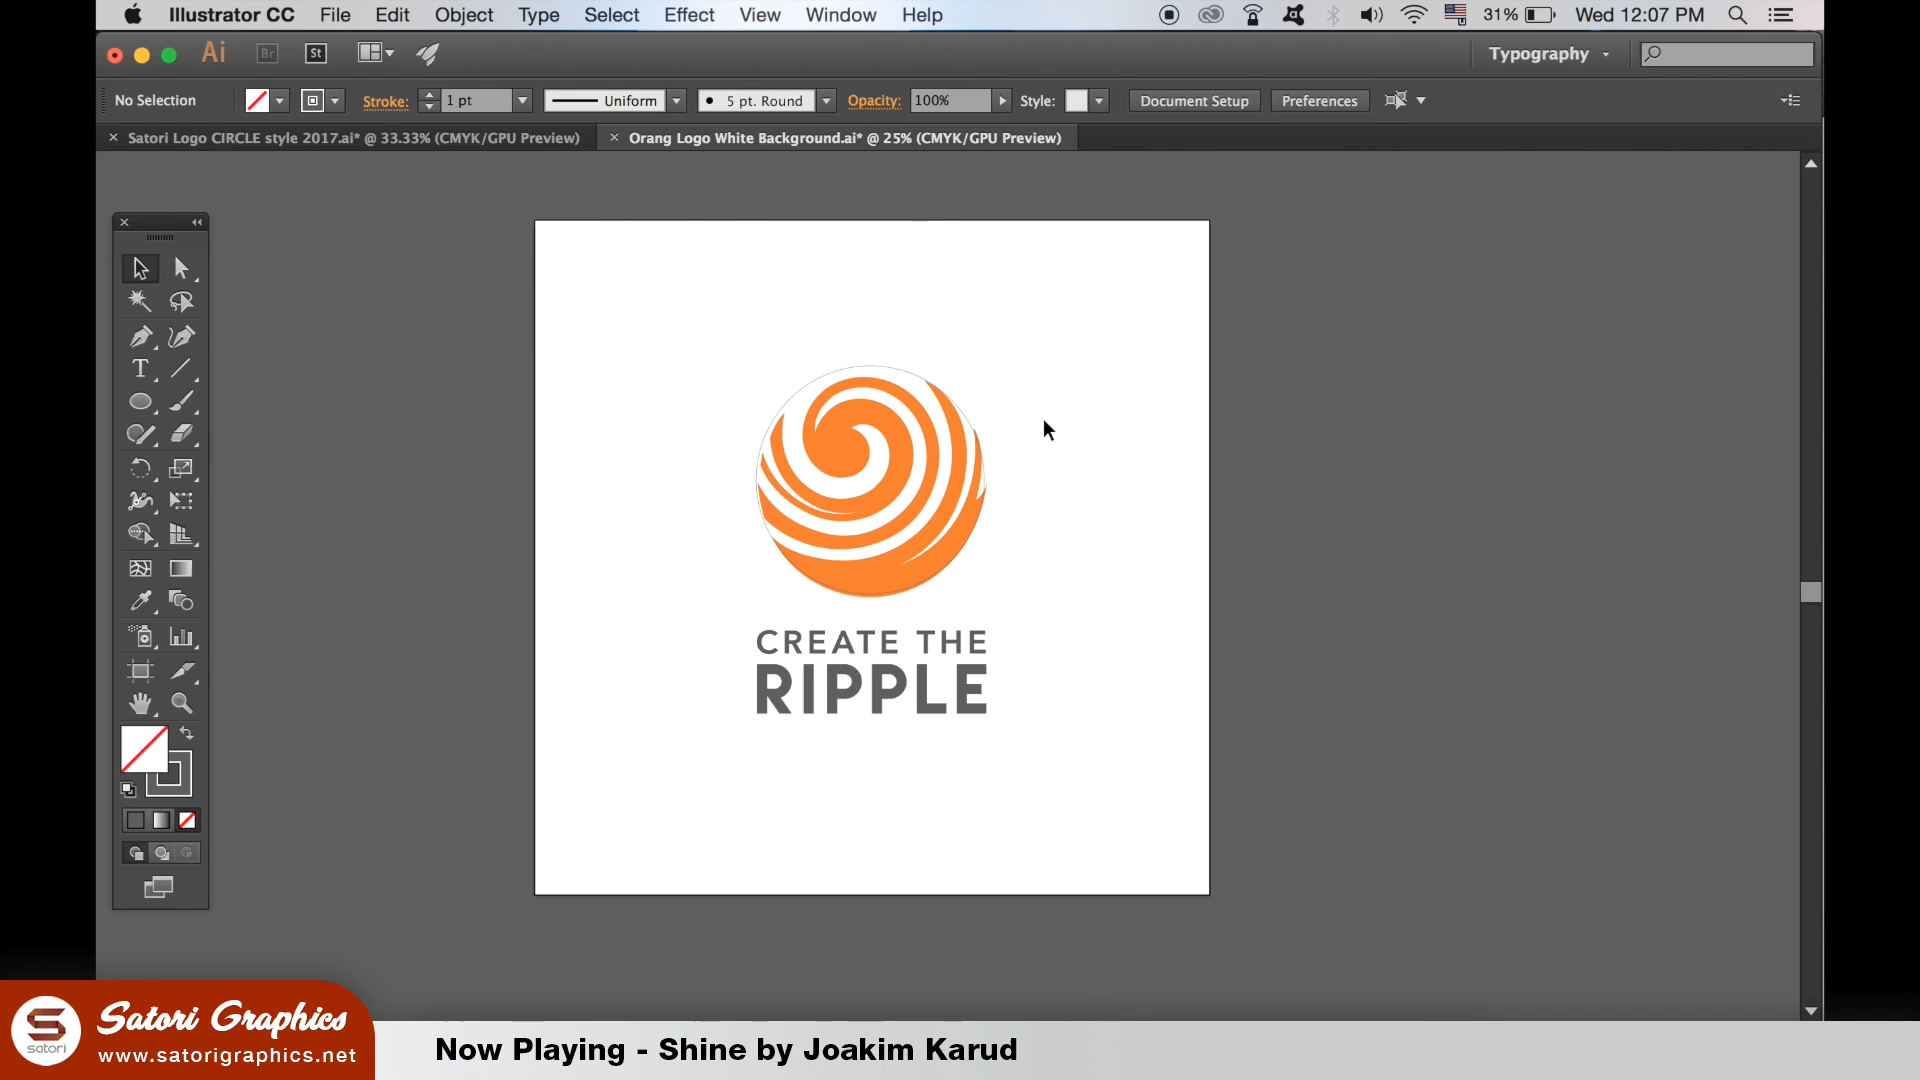 Illustrator CC File Edit Object Type Select Effect View Window Help 31% Wed 12:07 PM
Ai Br St Typography
No Selection Stroke: 1 pt Uniform 5 pt. Round Opacity: 100% Style: Document Setup Preferences
Satori Logo CIRCLE style 2017.ai* @ 33.33% (CMYK/GPU Preview) Orang Logo White Background.ai* @ 25% (CMYK/GPU Preview)
CREATE THE
RIPPLE
Satori Graphics
satori
www.satorigraphics.net
Now Playing - Shine by Joakim Karud